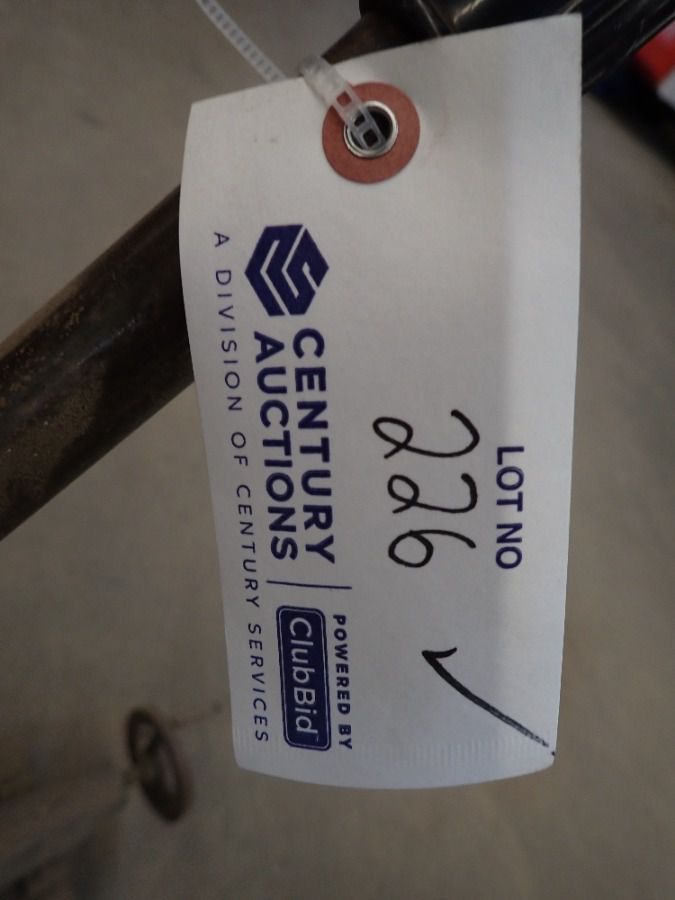 LOT NO
226 ✓
CENTURY
AUCTIONS
POWERED BY
ClubBid
A DIVISION OF CENTURY SERVICES